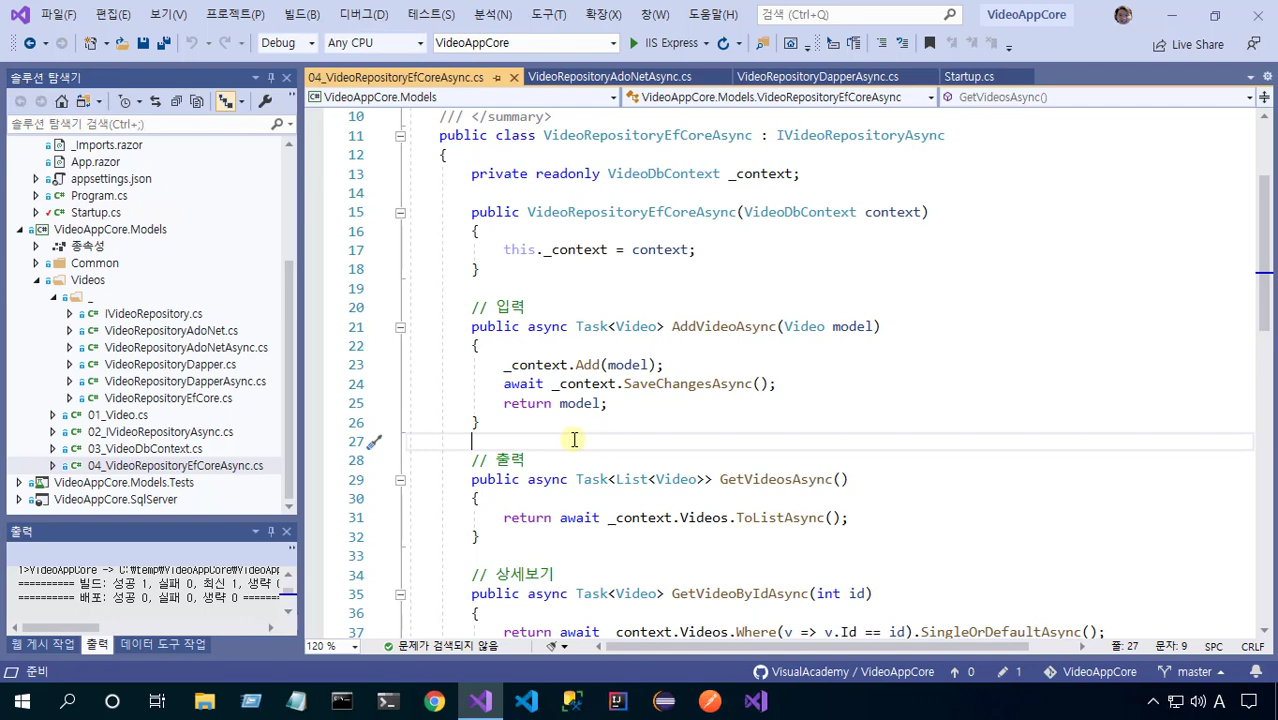 파일(F) 편집(E) 보기(V) 프로젝트(P) 빌드(B) 디버그(D) 테스트(S) 분석(N) 도구(T) 확장(X) 창(W) 도움말(H) 검색 (Ctrl+Q) VideoAppCore
Debug Any CPU VideoAppCore IIS Express Live Share
솔루션 탐색기
솔루션 탐색기 검색(Ctrl+;)
_Imports.razor
App.razor
appsettings.json
Program.cs
Startup.cs
VideoAppCore.Models
종속성
Common
Videos
_
IVideoRepository.cs
VideoRepositoryAdoNet.cs
VideoRepositoryAdoNetAsync.cs
VideoRepositoryDapper.cs
VideoRepositoryDapperAsync.cs
VideoRepositoryEfCore.cs
01_Video.cs
02_IVideoRepositoryAsync.cs
03_VideoDbContext.cs
04_VideoRepositoryEfCoreAsync.cs
VideoAppCore.Models.Tests
VideoAppCore.SqlServer
출력
1>VideoAppCore -> C:₩temp₩VideoAppCore₩VideoAp
========== 빌드: 성공 1, 실패 0, 최신 1, 생략 0
========== 배포: 성공 0, 실패 0, 생략 0 =======
웹 게시 작업 출력 데이터 도구 작업
04_VideoRepositoryEfCoreAsync.cs VideoRepositoryAdoNetAsync.cs VideoRepositoryDapperAsync.cs Startup.cs
VideoAppCore.Models VideoAppCore.Models.VideoRepositoryEfCoreAsync GetVideosAsync()
10 /// </summary>
11 public class VideoRepositoryEfCoreAsync : IVideoRepositoryAsync
12 {
13 private readonly VideoDbContext _context;
14
15 public VideoRepositoryEfCoreAsync(VideoDbContext context)
16 {
17 this._context = context;
18 }
19
20 // 입력
21 public async Task<Video> AddVideoAsync(Video model)
22 {
23 _context.Add(model);
24 await _context.SaveChangesAsync();
25 return model;
26 }
27
28 // 출력
29 public async Task<List<Video>> GetVideosAsync()
30 {
31 return await _context.Videos.ToListAsync();
32 }
33
34 // 상세보기
35 public async Task<Video> GetVideoByIdAsync(int id)
36 {
37 return await _context.Videos.Where(v => v.Id == id).SingleOrDefaultAsync();
120 % 문제가 검색되지 않음 줄: 27 문자: 9 SPC CRLF
준비 VisualAcademy / VideoAppCore 0 1 VideoAppCore master
A